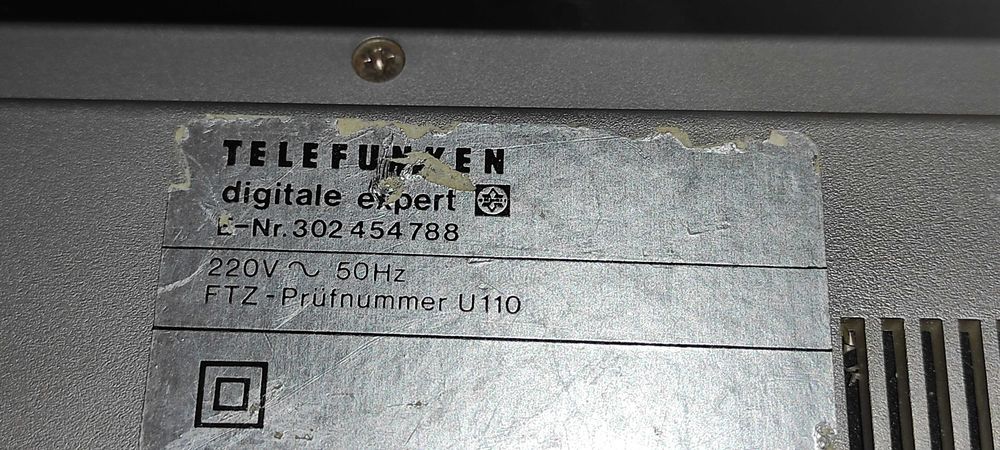 TELEFUNKEN
digitale expert
E-Nr. 302 454 788
220V ~ 50Hz
FTZ - Prüfnummer U110